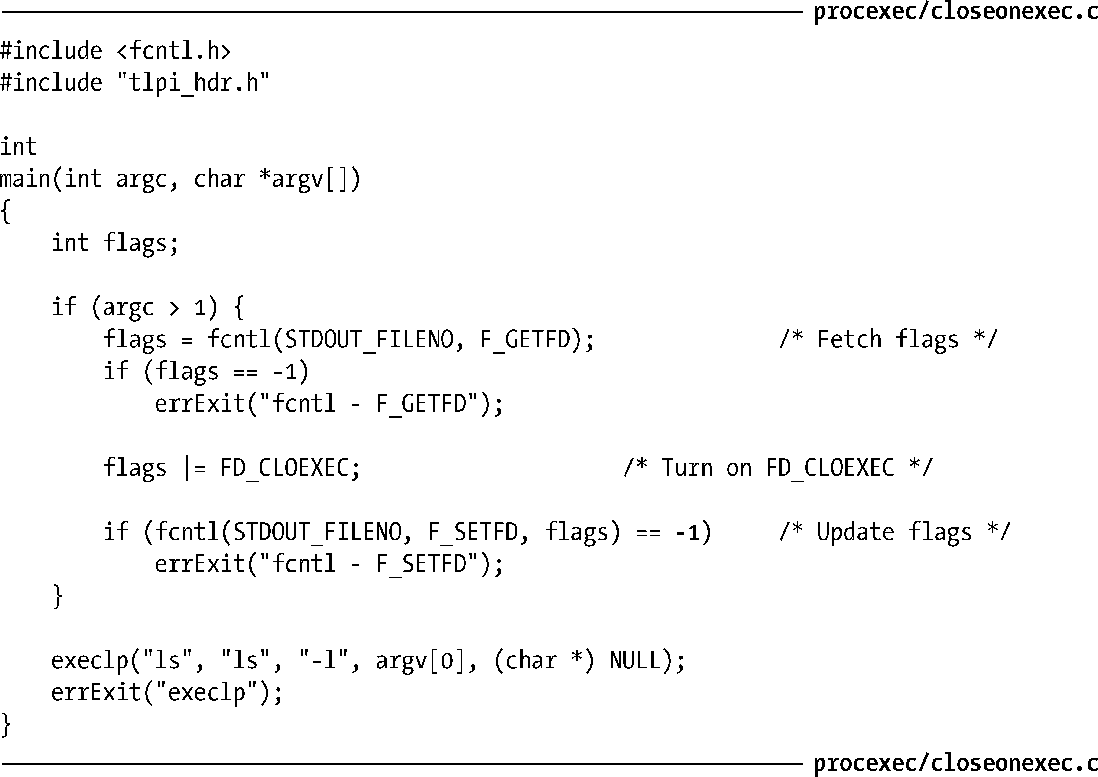 procexec/closeonexec.c
#include <fcntl.h>
#include "tlpi_hdr.h"
int
main(int argc, char *argv[])
{
    int flags;
    if (argc > 1) {
        flags = fcntl(STDOUT_FILENO, F_GETFD);              /* Fetch flags */
        if (flags == -1)
            errExit("fcntl - F_GETFD");
        flags |= FD_CLOEXEC;                    /* Turn on FD_CLOEXEC */
        if (fcntl(STDOUT_FILENO, F_SETFD, flags) == -1)     /* Update flags */
            errExit("fcntl - F_SETFD");
    }
    execlp("ls", "ls", "-l", argv[0], (char *) NULL);
    errExit("execlp");
}
procexec/closeonexec.c